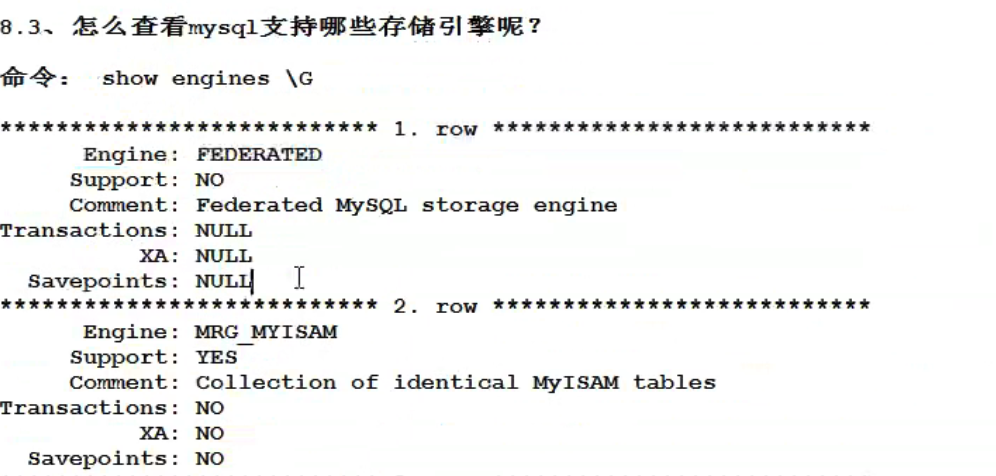 8.3、怎么查看mysql支持哪些存储引擎呢？
命令： show engines \G
*************************** 1. row ***************************
Engine: FEDERATED
Support: NO
Comment: Federated MySQL storage engine
Transactions: NULL
XA: NULL
Savepoints: NULL
*************************** 2. row ***************************
Engine: MRG_MYISAM
Support: YES
Comment: Collection of identical MyISAM tables
Transactions: NO
XA: NO
Savepoints: NO